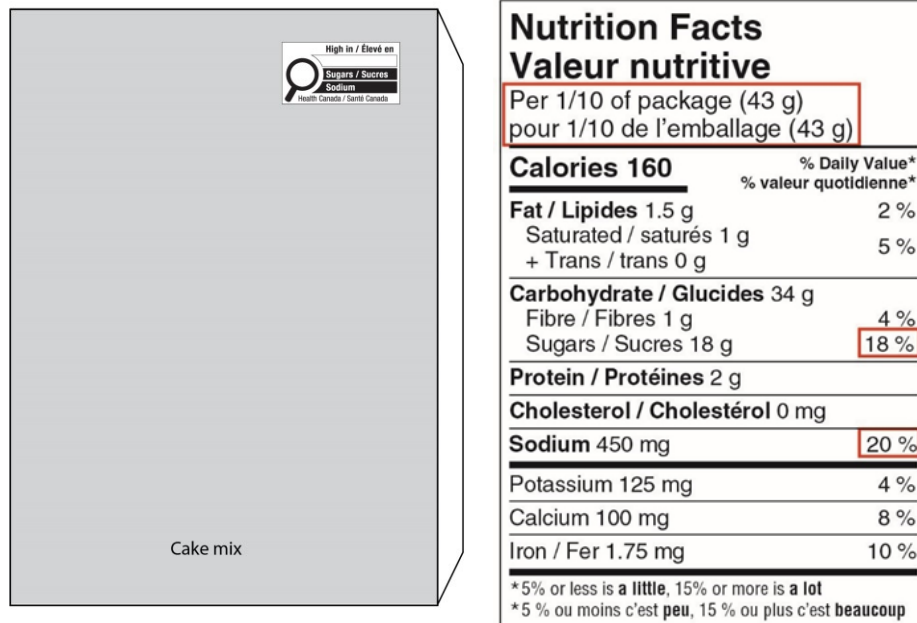 High in / Élevé en
Sugars / Sucres
Sodium
Health Canada / Santé Canada
Cake mix
Nutrition Facts
Valeur nutritive
Per 1/10 of package (43 g)
pour 1/10 de l'emballage (43 g)
Calories 160
% Daily Value*
% valeur quotidienne*
Fat / Lipides 1.5 g 2 %
Saturated / saturés 1 g
+ Trans / trans 0 g 5 %
Carbohydrate / Glucides 34 g
Fibre / Fibres 1 g 4 %
Sugars / Sucres 18 g 18 %
Protein / Protéines 2 g
Cholesterol / Cholestérol 0 mg
Sodium 450 mg 20 %
Potassium 125 mg 4 %
Calcium 100 mg 8 %
Iron / Fer 1.75 mg 10 %
*5% or less is a little, 15% or more is a lot
*5 % ou moins c'est peu, 15 % ou plus c'est beaucoup